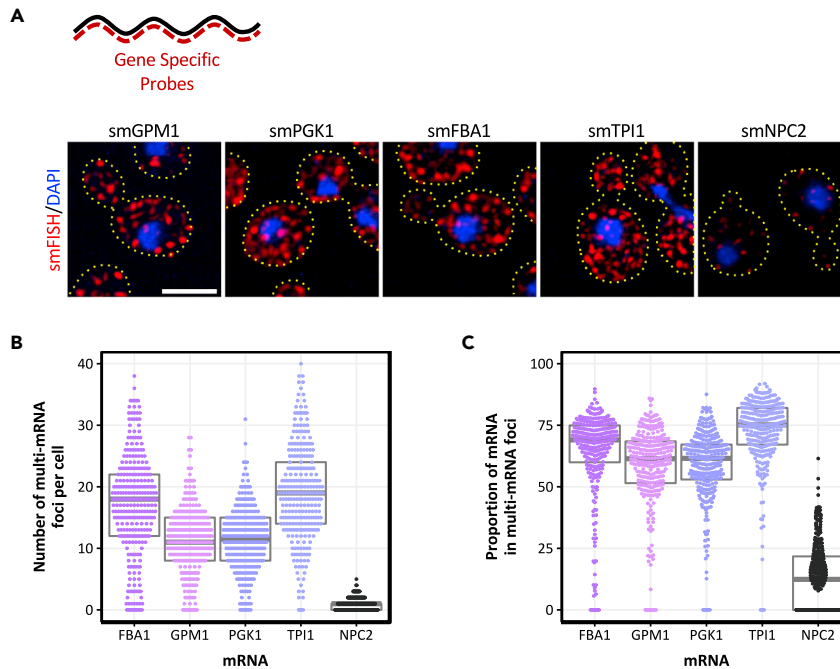 A
Gene Specific
Probes
smGPM1
smPGK1
smFBA1
smTPI1
smNPC2
smFISH/DAPI
B
Number of multi-mRNA
foci per cell
40
30
20
10
0
FBA1 GPM1 PGK1 TPI1 NPC2
mRNA
C
Proportion of mRNA
in multi-mRNA foci
100
75
50
25
0
FBA1 GPM1 PGK1 TPI1 NPC2
mRNA